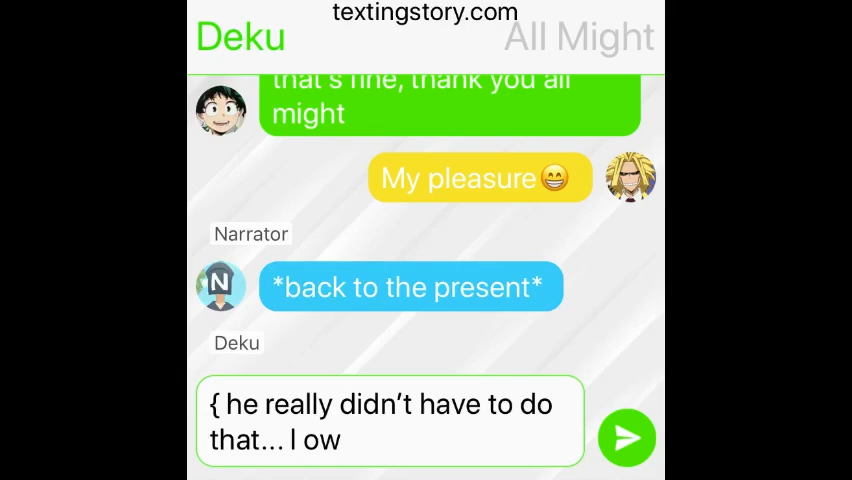 textingstory.com
Deku
All Might
that's fine, thank you all
might
My pleasure😁
Narrator
N
*back to the present*
Deku
{ he really didn't have to do
that... I ow